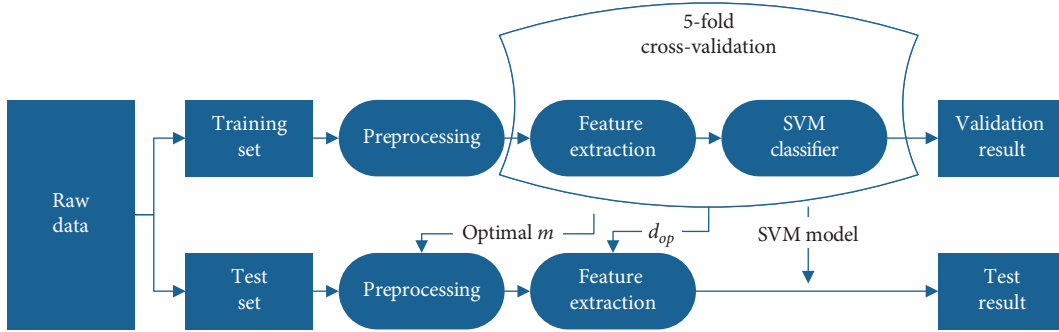 5-fold
cross-validation
Raw
data
Training
set
Preprocessing
Feature
extraction
SVM
classifier
Validation
result
Optimal m
d_op
SVM model
Test
set
Preprocessing
Feature
extraction
Test
result